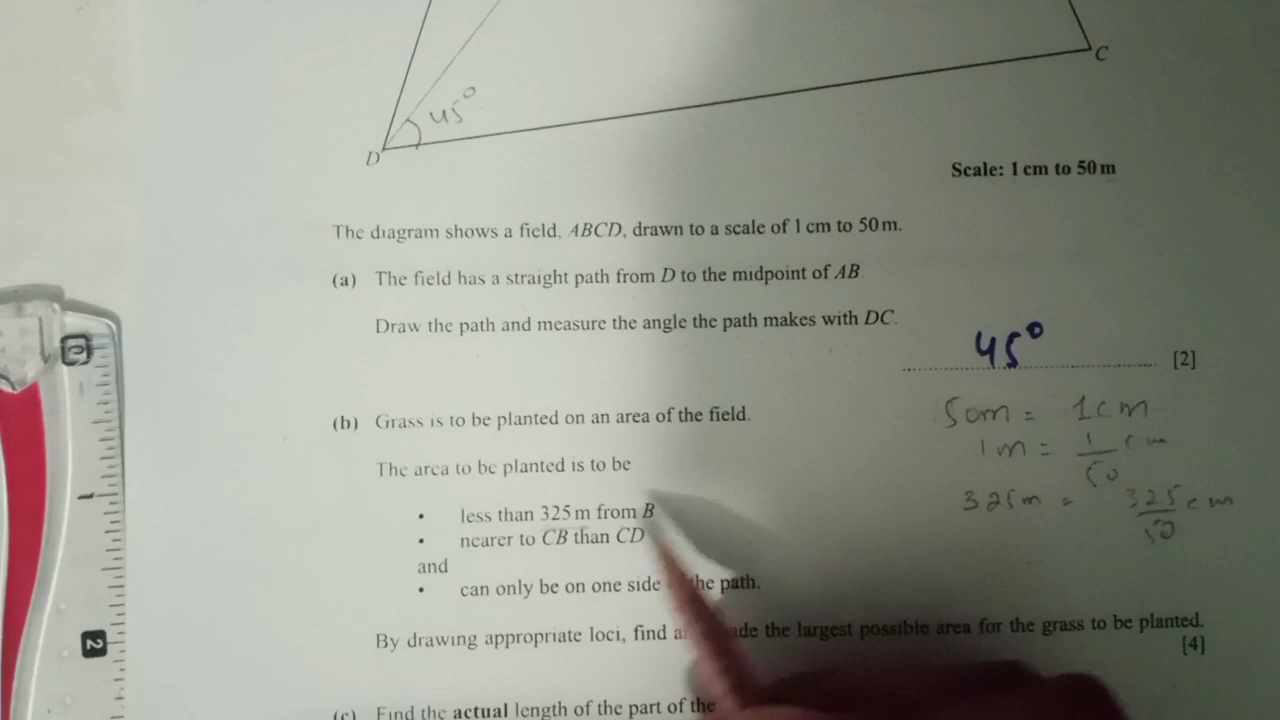 C
45°
D
Scale: 1 cm to 50 m
The diagram shows a field, ABCD, drawn to a scale of 1 cm to 50 m.
(a) The field has a straight path from D to the midpoint of AB
Draw the path and measure the angle the path makes with DC.
45° [2]
(b) Grass is to be planted on an area of the field.
50m = 1cm
1m = 1/50 cm
The area to be planted is to be
325m = 325/50 cm
• less than 325 m from B
• nearer to CB than CD
and
• can only be on one side the path.
By drawing appropriate loci, find the largest possible area for the grass to be planted.
[4]
(c) Find the actual length of the part of the
0
1
2